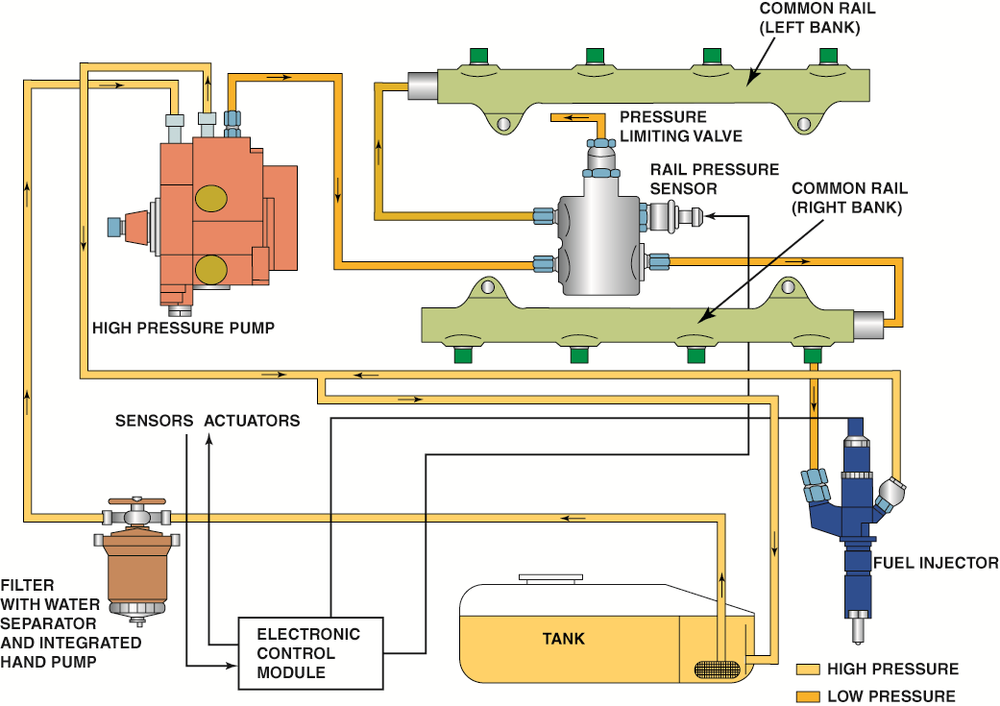 COMMON RAIL
(LEFT BANK)
PRESSURE
LIMITING VALVE
RAIL PRESSURE
SENSOR
COMMON RAIL
(RIGHT BANK)
HIGH PRESSURE PUMP
SENSORS ACTUATORS
FUEL INJECTOR
FILTER
WITH WATER
SEPARATOR
AND INTEGRATED
HAND PUMP
ELECTRONIC
CONTROL
MODULE
TANK
HIGH PRESSURE
LOW PRESSURE